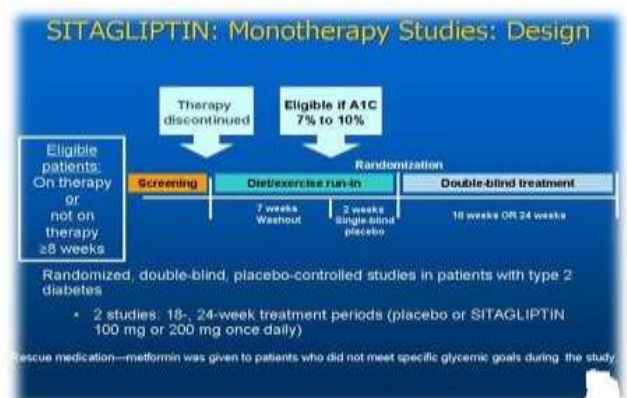 SITAGLIPTIN: Monotherapy Studies: Design
Therapy
discontinued
Eligible if A1C
7% to 10%
Eligible
patients:
On therapy
or
not on
therapy
≥8 weeks
Randomization
Screening
Diet/exercise run-in
Double-blind treatment
7 weeks
Washout
2 weeks
Single-blind
placebo
18 weeks OR 24 weeks
Randomized, double-blind, placebo-controlled studies in patients with type 2
diabetes
• 2 studies: 18-, 24-week treatment periods (placebo or SITAGLIPTIN
100 mg or 200 mg once daily)
Rescue medication—metformin was given to patients who did not meet specific glycemic goals during the study